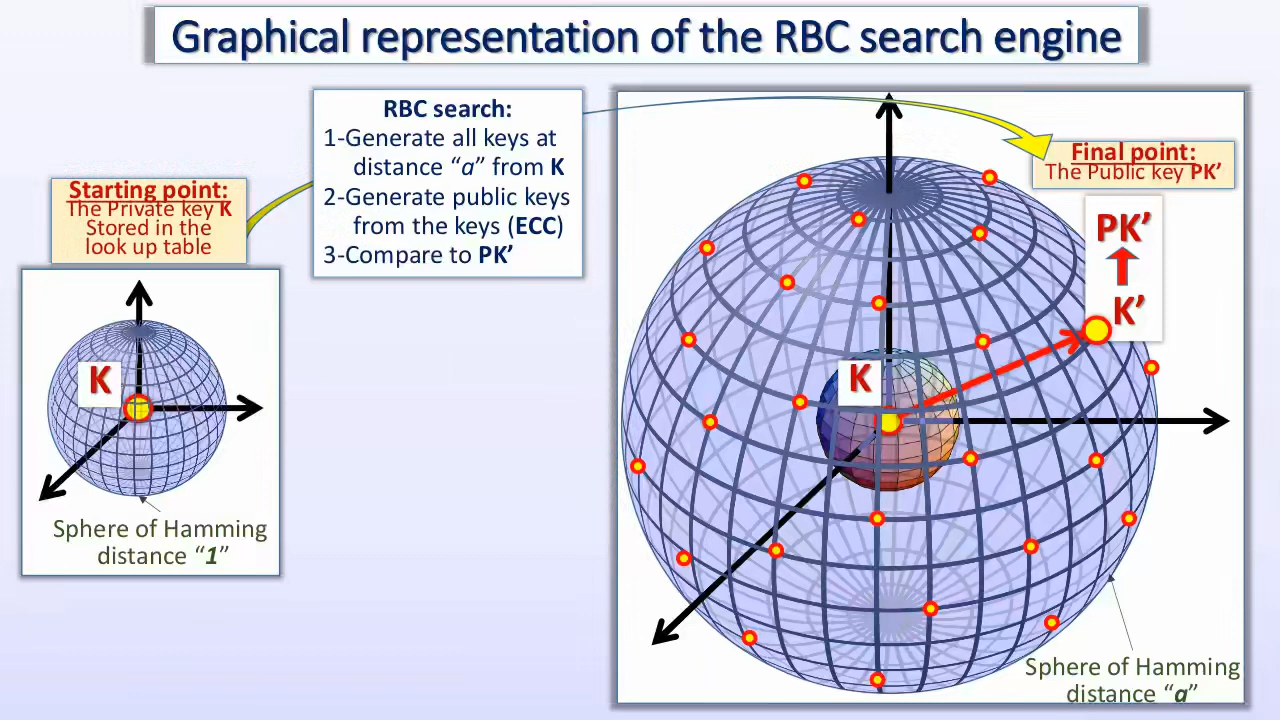 Graphical representation of the RBC search engine
RBC search:
1-Generate all keys at
distance “a” from K
2-Generate public keys
from the keys (ECC)
3-Compare to PK’
Starting point:
The Private key K
Stored in the
look up table
K
Sphere of Hamming
distance “1”
Final point:
The Public key PK’
PK’
K’
K
Sphere of Hamming
distance “a”